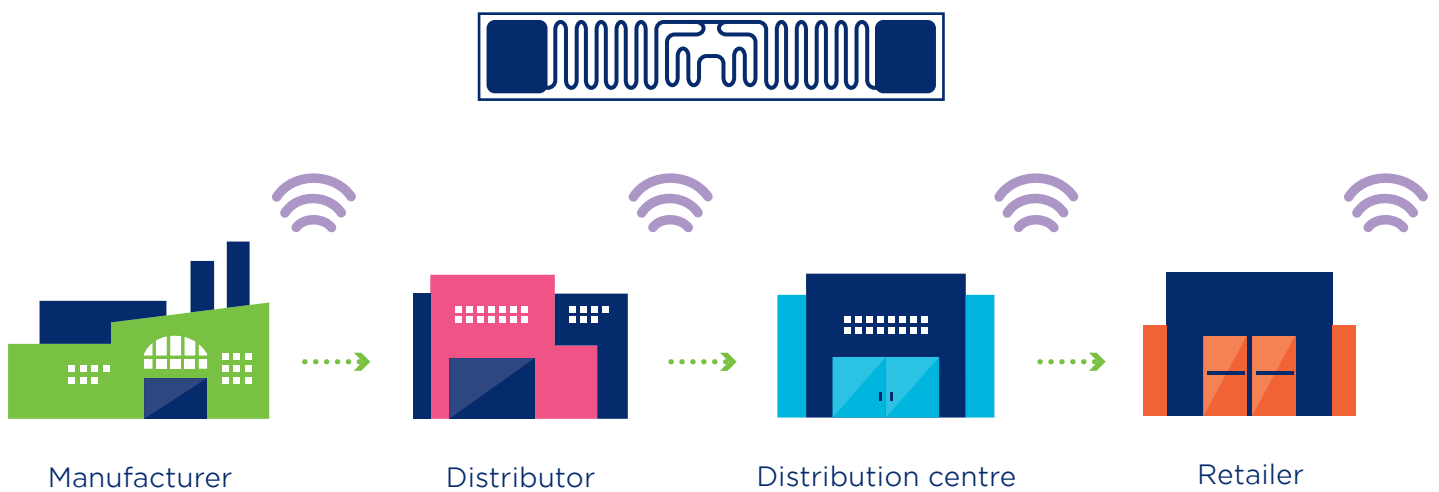 Manufacturer
Distributor
Distribution centre
Retailer